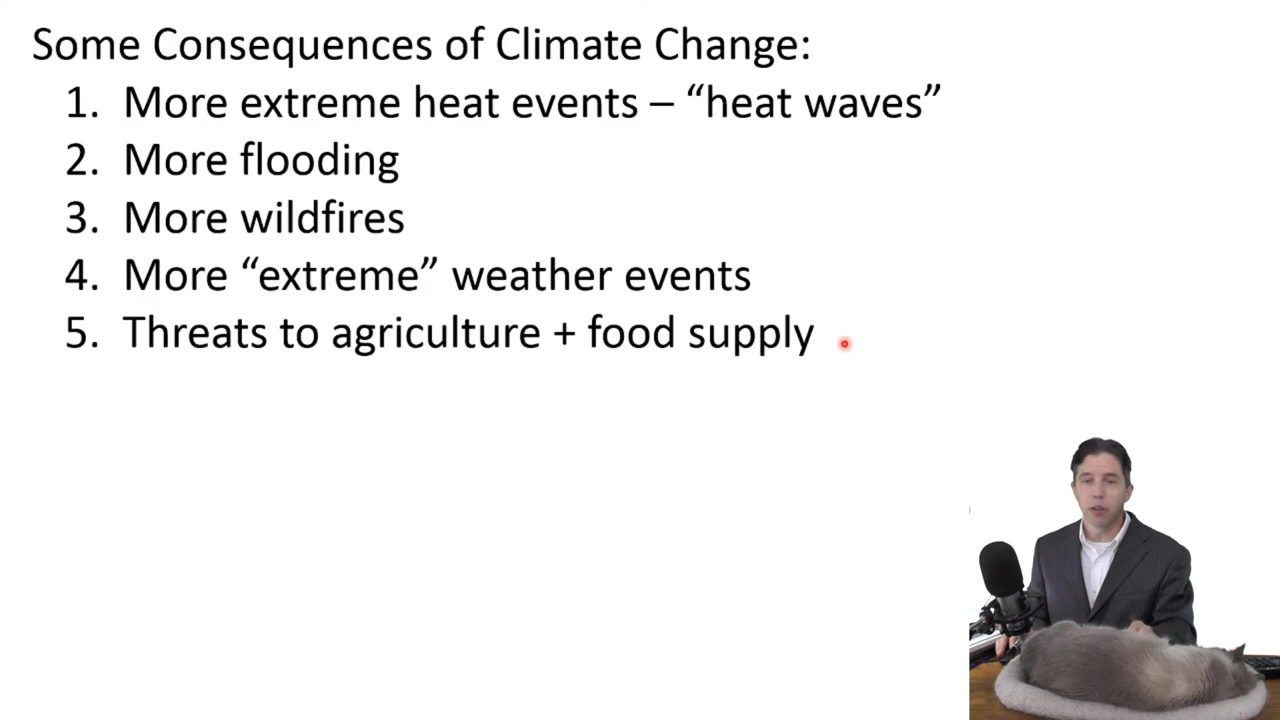 Some Consequences of Climate Change:
1. More extreme heat events – “heat waves”
2. More flooding
3. More wildfires
4. More “extreme” weather events
5. Threats to agriculture + food supply